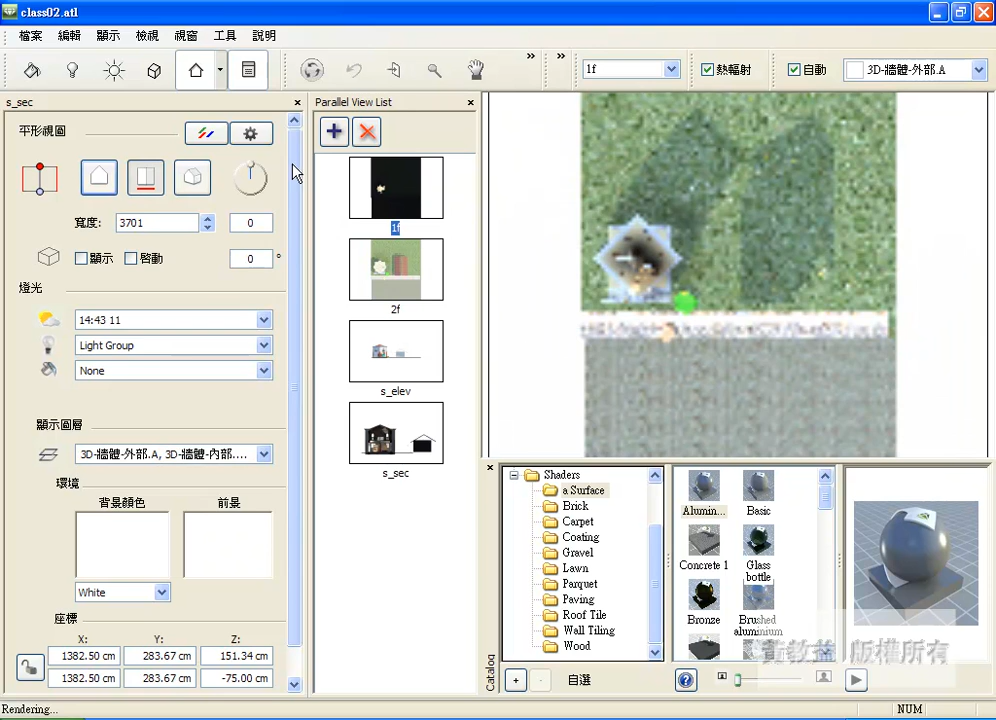 class02.atl
檔案 編輯 顯示 檢視 視窗 工具 說明
1f 熱輻射 自動 3D-牆體-外部.A
s_sec
Parallel View List
平形視圖
寬度: 3701 0
顯示 啓動 0 °
燈光
14:43 11
Light Group
None
顯示圖層
3D-牆體-外部.A, 3D-牆體-內部....
環境
背景顏色 前景
White
座標
X: Y: Z:
1382.50 cm 283.67 cm 151.34 cm
1382.50 cm 283.67 cm -75.00 cm
1f
2f
s_elev
s_sec
Catalog
Shaders
a Surface
Brick
Carpet
Coating
Gravel
Lawn
Parquet
Paving
Roof Tile
Wall Tiling
Wood
Alumin... Basic
Concrete 1 Glass bottle
Bronze Brushed aluminium
自選
黃教益 版權所有
Rendering...
NUM